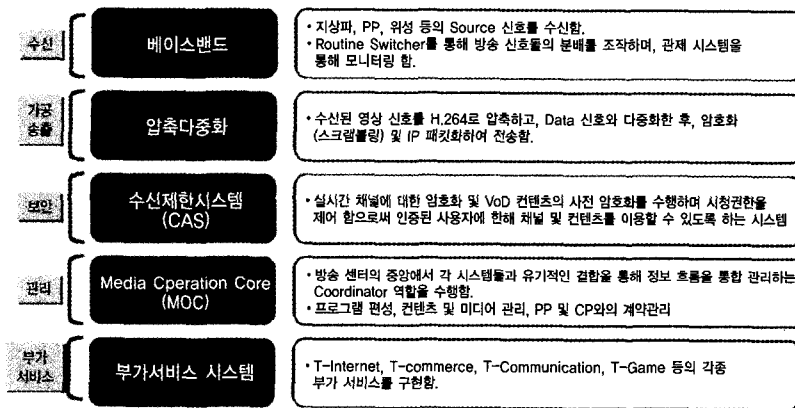 수신
베이스밴드
• 지상파, PP, 위성 등의 Source 신호를 수신함.
• Routine Switcher를 통해 방송 신호들의 분배를 조작하며, 관제 시스템을
통해 모니터링 함.
가공
송출
압축다중화
• 수신된 영상 신호를 H.264로 압축하고, Data 신호와 다중화한 후, 암호화
(스크램블링) 및 IP 패킷화하여 전송함.
보안
수신제한시스템
(CAS)
• 실시간 채널에 대한 암호화 및 VoD 컨텐츠의 사전 암호화를 수행하며 시청권한을
제어 함으로써 인증된 사용자에 한해 채널 및 컨텐츠를 이용할 수 있도록 하는 시스템
관리
Media Cperation Core
(MOC)
• 방송 센터의 중앙에서 각 시스템들과 유기적인 결합을 통해 정보 흐름을 통합 관리하는
Coordinator 역할을 수행함.
• 프로그램 편성, 컨텐츠 및 미디어 관리, PP 및 CP와의 계약관리
부가
서비스
부가서비스 시스템
• T-Internet, T-commerce, T-Communication, T-Game 등의 각종
부가 서비스를 구현함.